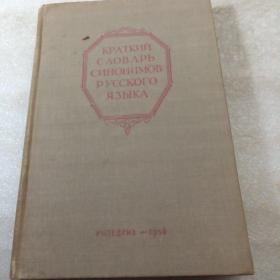 КРАТКИЙ
СЛОВАРЬ
СИНОНИМОВ
РУССКОГО
ЯЗЫКА
УЧПЕДГИЗ — 1956